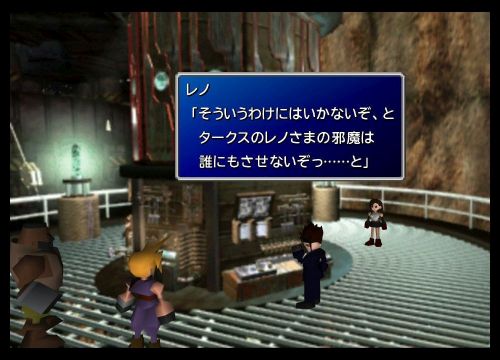 レノ
「そういうわけにはいかないぞ、と
タークスのレノさまの邪魔は
誰にもさせないぞっ……と」